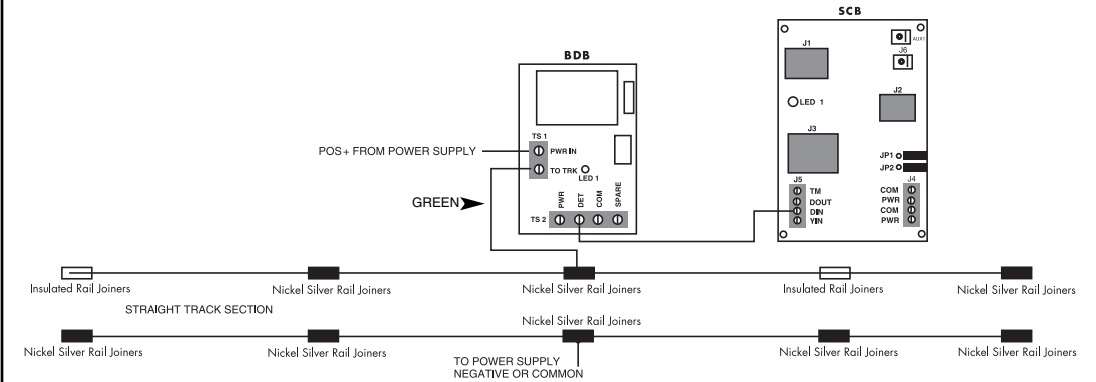 SCB
AUX1
J1
J6
BDB
LED 1
J2
TS 1
J3
POS+ FROM POWER SUPPLY
PWR IN
TO TRK
LED 1
JP1
JP2
J5
J4
GREEN
PWR
DET
COM
SPARE
TS 2
TM
DOUT
DIN
YIN
COM
PWR
COM
PWR
Insulated Rail Joiners
Nickel Silver Rail Joiners
Nickel Silver Rail Joiners
Insulated Rail Joiners
Nickel Silver Rail Joiners
STRAIGHT TRACK SECTION
Nickel Silver Rail Joiners
Nickel Silver Rail Joiners
Nickel Silver Rail Joiners
Nickel Silver Rail Joiners
Nickel Silver Rail Joiners
TO POWER SUPPLY
NEGATIVE OR COMMON